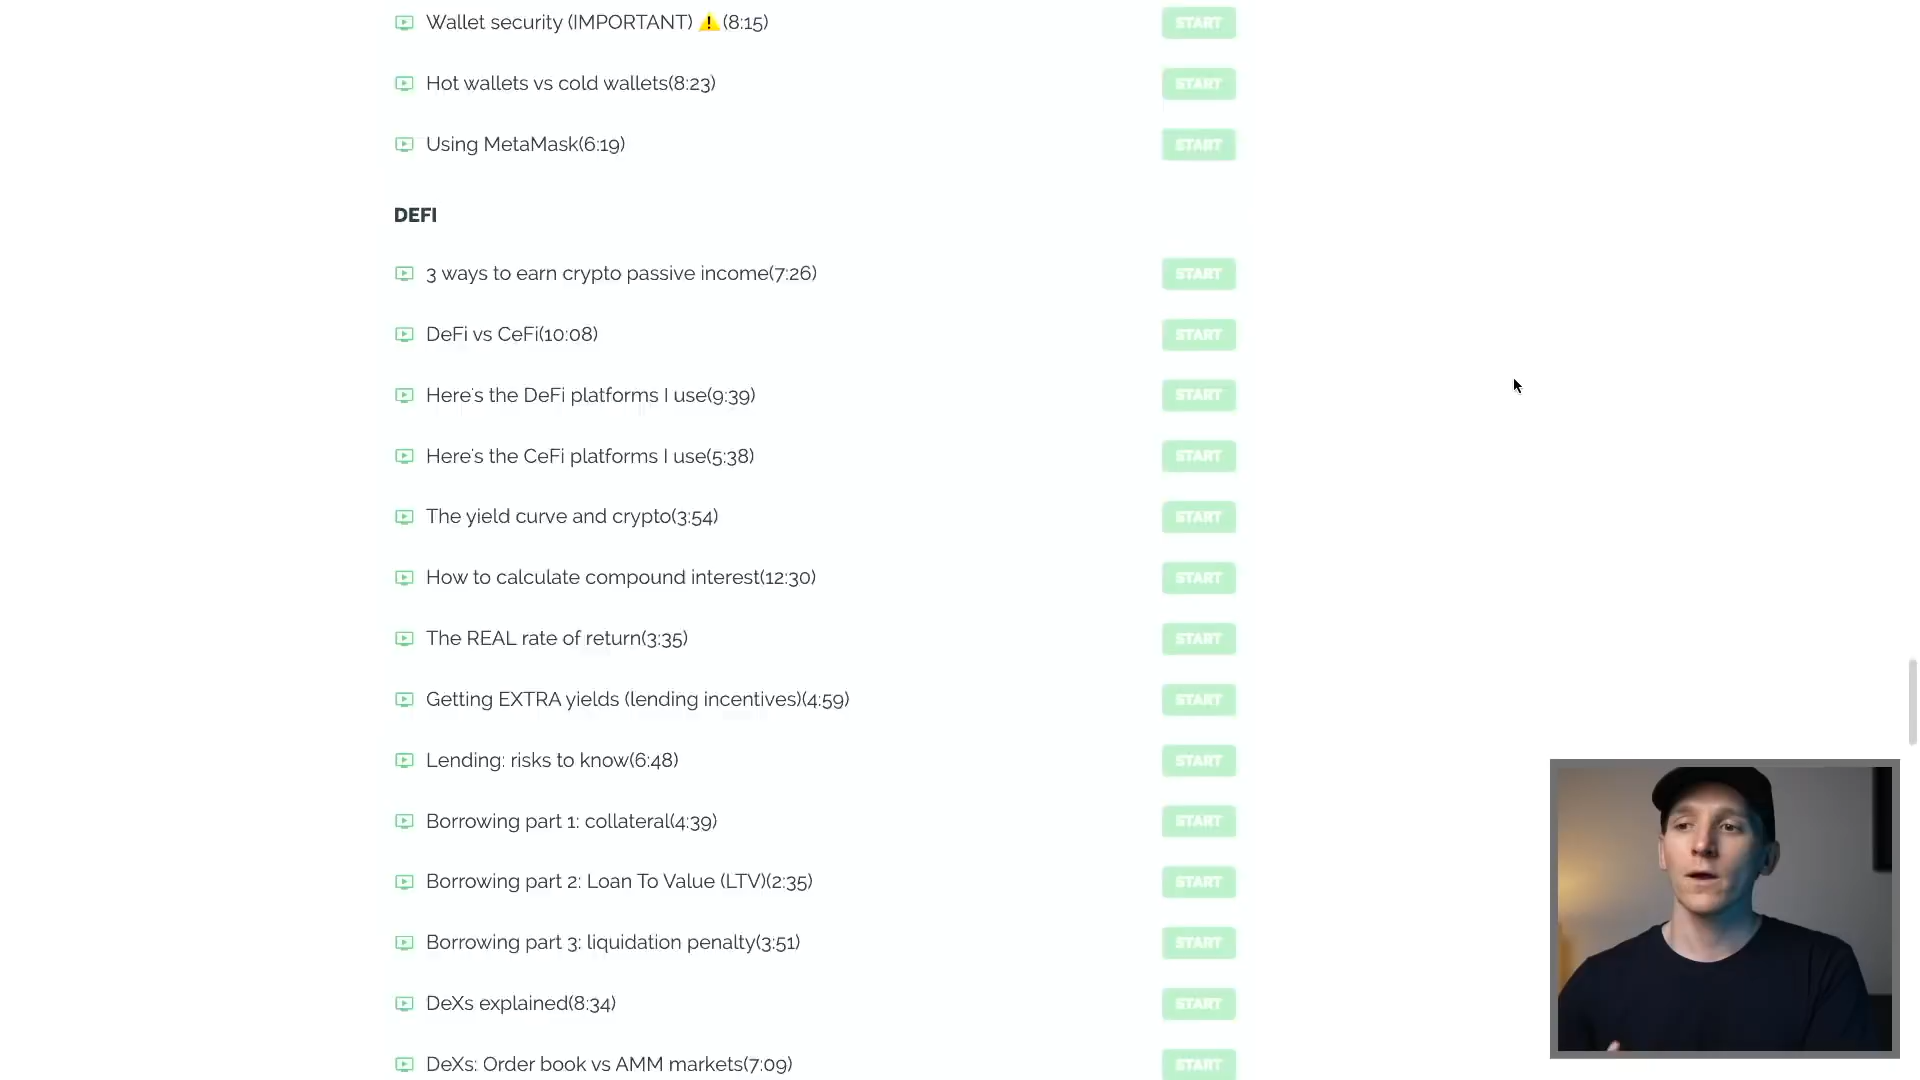 Wallet security (IMPORTANT) ⚠️(8:15)
START
Hot wallets vs cold wallets(8:23)
START
Using MetaMask(6:19)
START
DEFI
3 ways to earn crypto passive income(7:26)
START
DeFi vs CeFi(10:08)
START
Here's the DeFi platforms I use(9:39)
START
Here's the CeFi platforms I use(5:38)
START
The yield curve and crypto(3:54)
START
How to calculate compound interest(12:30)
START
The REAL rate of return(3:35)
START
Getting EXTRA yields (lending incentives)(4:59)
START
Lending: risks to know(6:48)
START
Borrowing part 1: collateral(4:39)
START
Borrowing part 2: Loan To Value (LTV)(2:35)
START
Borrowing part 3: liquidation penalty(3:51)
START
DeXs explained(8:34)
START
DeXs: Order book vs AMM markets(7:09)
START